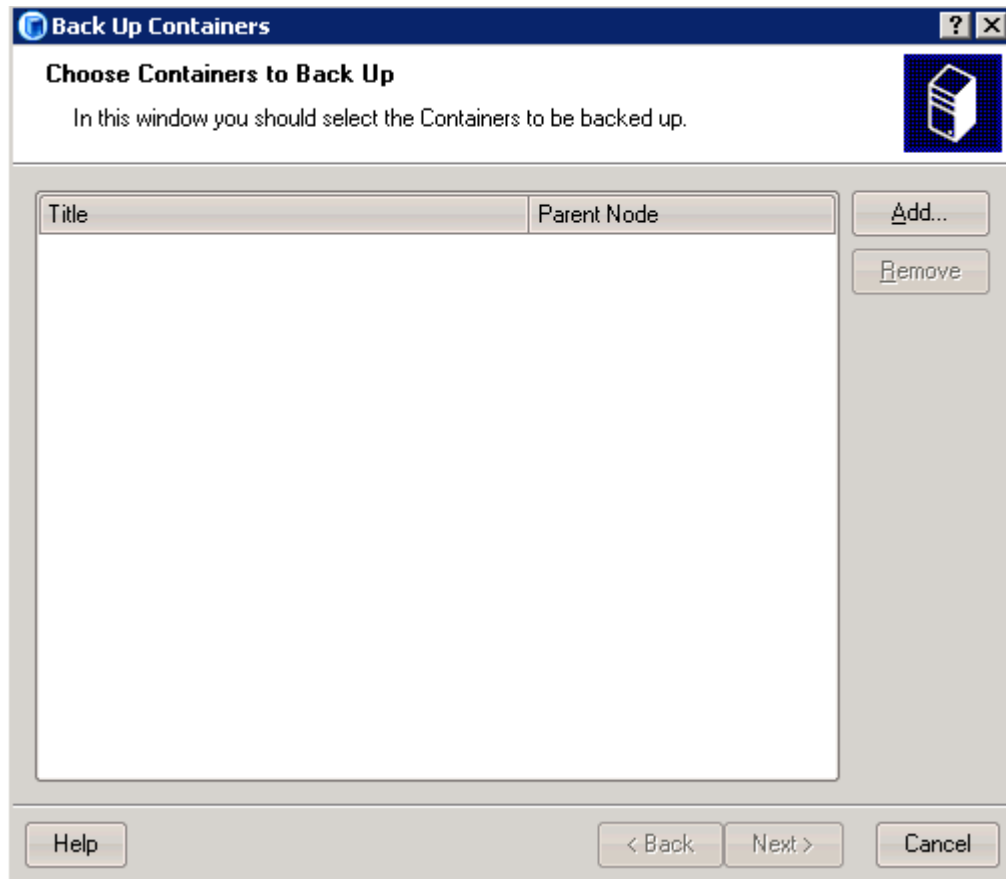 Back Up Containers
Choose Containers to Back Up
In this window you should select the Containers to be backed up.
Title Parent Node
Add...
Remove
Help < Back Next > Cancel